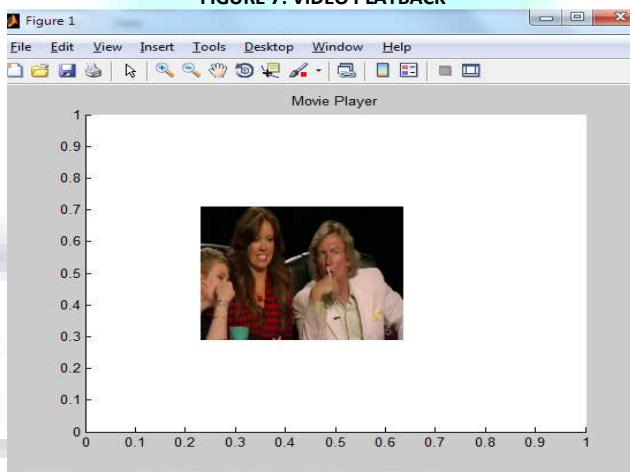 FIGURE 7: VIDEO PLAYBACK
Figure 1
File Edit View Insert Tools Desktop Window Help
Movie Player
1
0.9
0.8
0.7
0.6
0.5
0.4
0.3
0.2
0.1
0
0 0.1 0.2 0.3 0.4 0.5 0.6 0.7 0.8 0.9 1